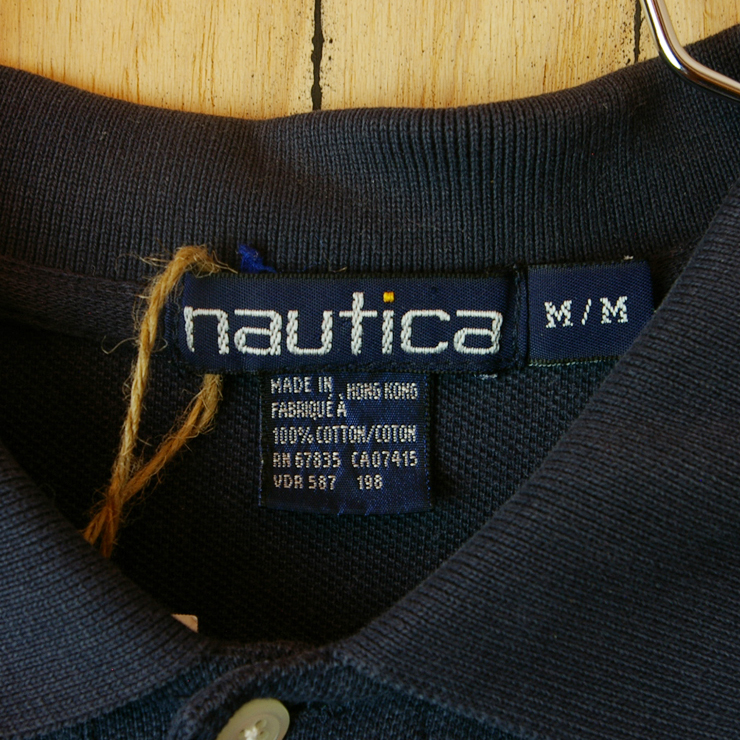 nautica
M/M
MADE IN HONG KONG
FABRIQUÉ À
100% COTTON/COTON
RN 67835 CA07415
VDR 587 198